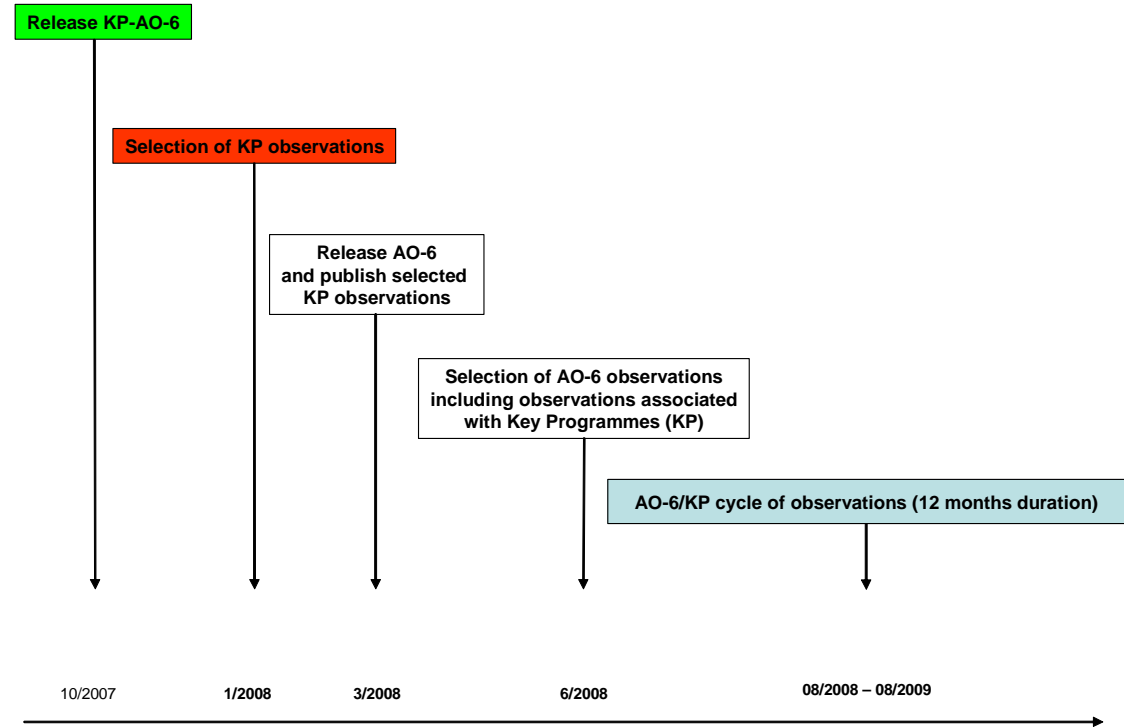 Release KP-AO-6
Selection of KP observations
Release AO-6
and publish selected
KP observations
Selection of AO-6 observations
including observations associated
with Key Programmes (KP)
AO-6/KP cycle of observations (12 months duration)
10/2007
1/2008
3/2008
6/2008
08/2008 – 08/2009